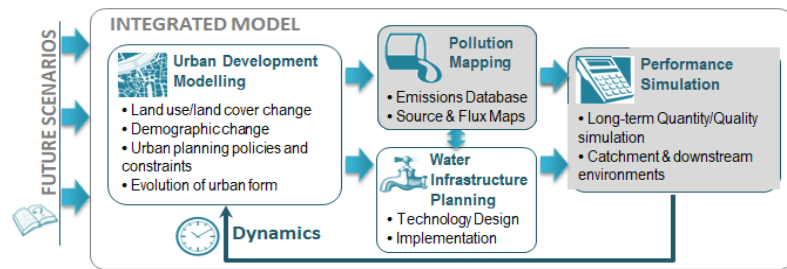 INTEGRATED MODEL
FUTURE SCENARIOS
Urban Development
Modelling
• Land use/land cover change
• Demographic change
• Urban planning policies and
constraints
• Evolution of urban form
Pollution
Mapping
• Emissions Database
• Source & Flux Maps
Water
Infrastructure
Planning
• Technology Design
• Implementation
Performance
Simulation
• Long-term Quantity/Quality
simulation
• Catchment & downstream
environments
Dynamics